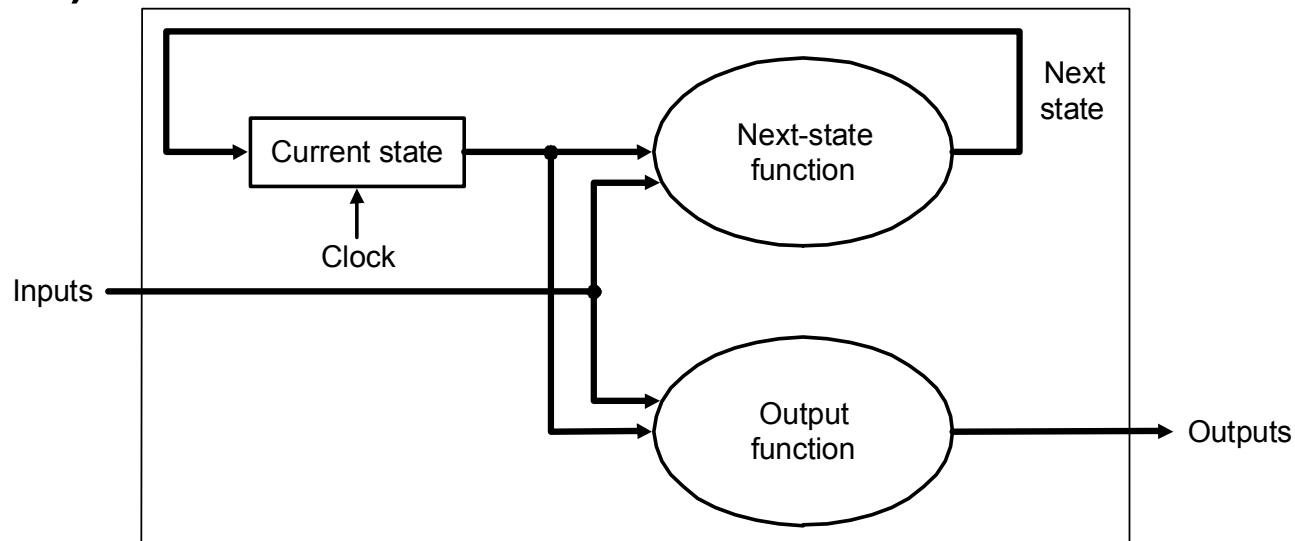 Next
state
Next-state
function
Current state
Clock
Inputs
Output
function
Outputs